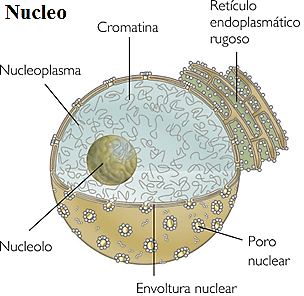 Nucleo
Cromatina
Retículo
endoplasmático
rugoso
Nucleoplasma
Nucleolo
Poro
nuclear
Envoltura nuclear